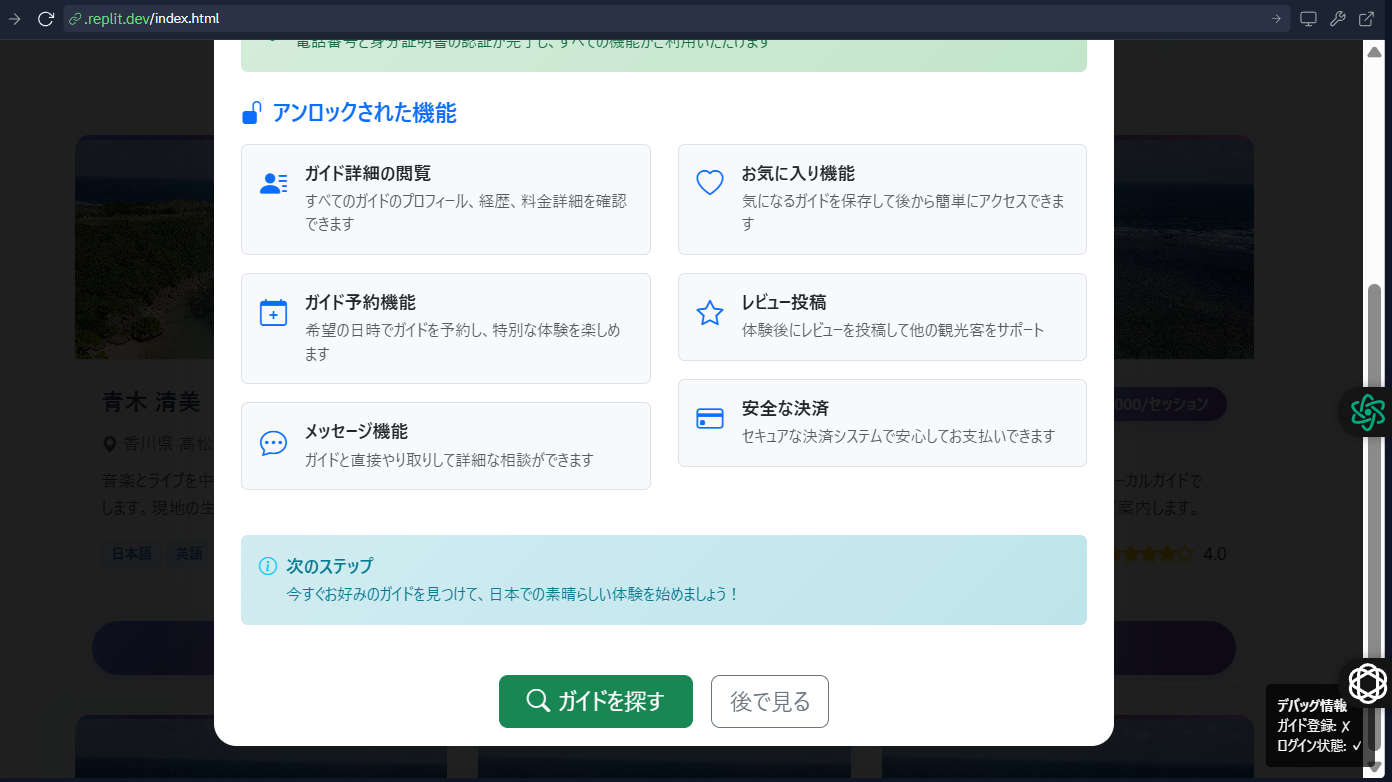 .replit.dev/index.html
電話番号と身分証明書の認証が完了し、すべての機能がご利用いただけます
アンロックされた機能
ガイド詳細の閲覧
すべてのガイドのプロフィール、経歴、料金詳細を確認
できます
お気に入り機能
気になるガイドを保存して後から簡単にアクセスできま
す
ガイド予約機能
希望の日時でガイドを予約し、特別な体験を楽しめ
ます
レビュー投稿
体験後にレビューを投稿して他の観光客をサポート
メッセージ機能
ガイドと直接やり取りして詳細な相談ができます
安全な決済
セキュアな決済システムで安心してお支払いできます
青木 清美
香川県 高松
音楽とライブを中
します。現地の生
日本語 英語
000/セッション
ーカルガイドで
案内します。
4.0
次のステップ
今すぐお好みのガイドを見つけて、日本での素晴らしい体験を始めましょう！
ガイドを探す
後で見る
デバッグ情報
ガイド登録: ✗
ログイン状態: ✓